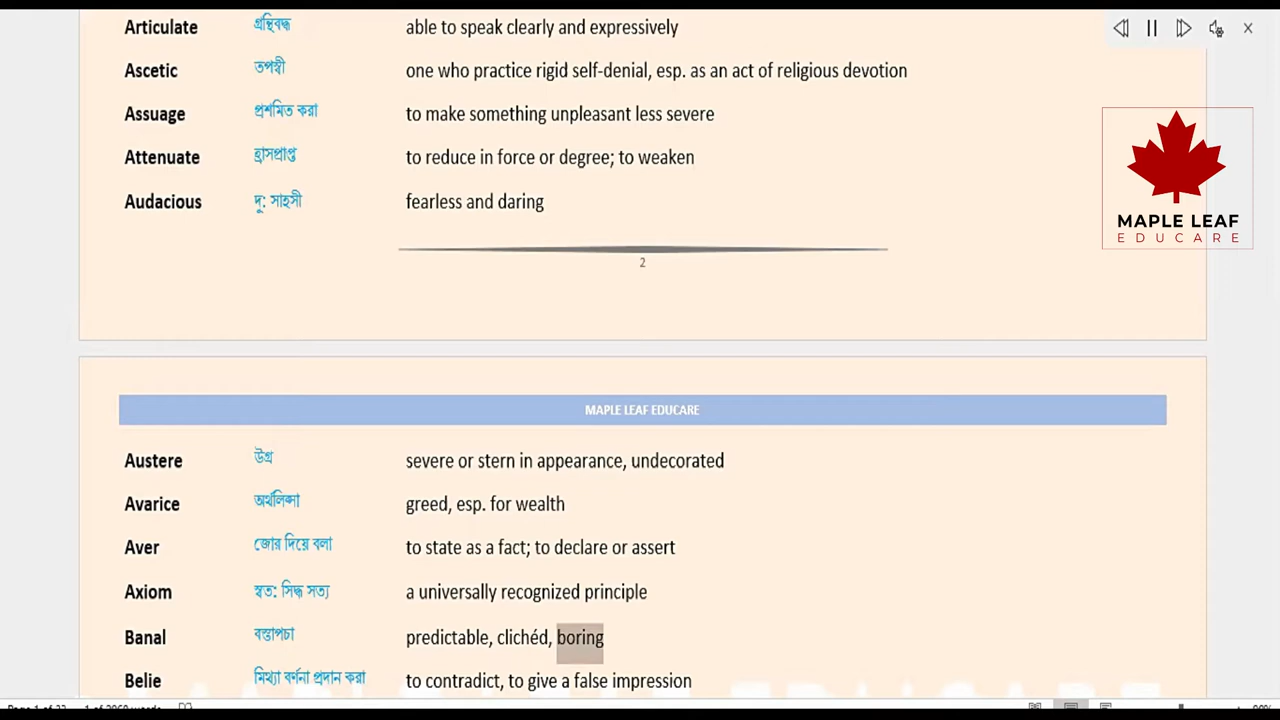 Articulate গ্রন্থিবদ্ধ able to speak clearly and expressively
Ascetic তপস্বী one who practice rigid self-denial, esp. as an act of religious devotion
Assuage প্রশমিত করা to make something unpleasant less severe
Attenuate হ্রাসপ্রাপ্ত to reduce in force or degree; to weaken
Audacious দু: সাহসী fearless and daring
MAPLE LEAF
EDUCARE
2
MAPLE LEAF EDUCARE
Austere উগ্র severe or stern in appearance, undecorated
Avarice অর্থলিপ্সা greed, esp. for wealth
Aver জোর দিয়ে বলা to state as a fact; to declare or assert
Axiom স্বত: সিদ্ধ সত্য a universally recognized principle
Banal বস্তাপচা predictable, clichéd, boring
Belie মিথ্যা বর্ণনা প্রদান করা to contradict, to give a false impression